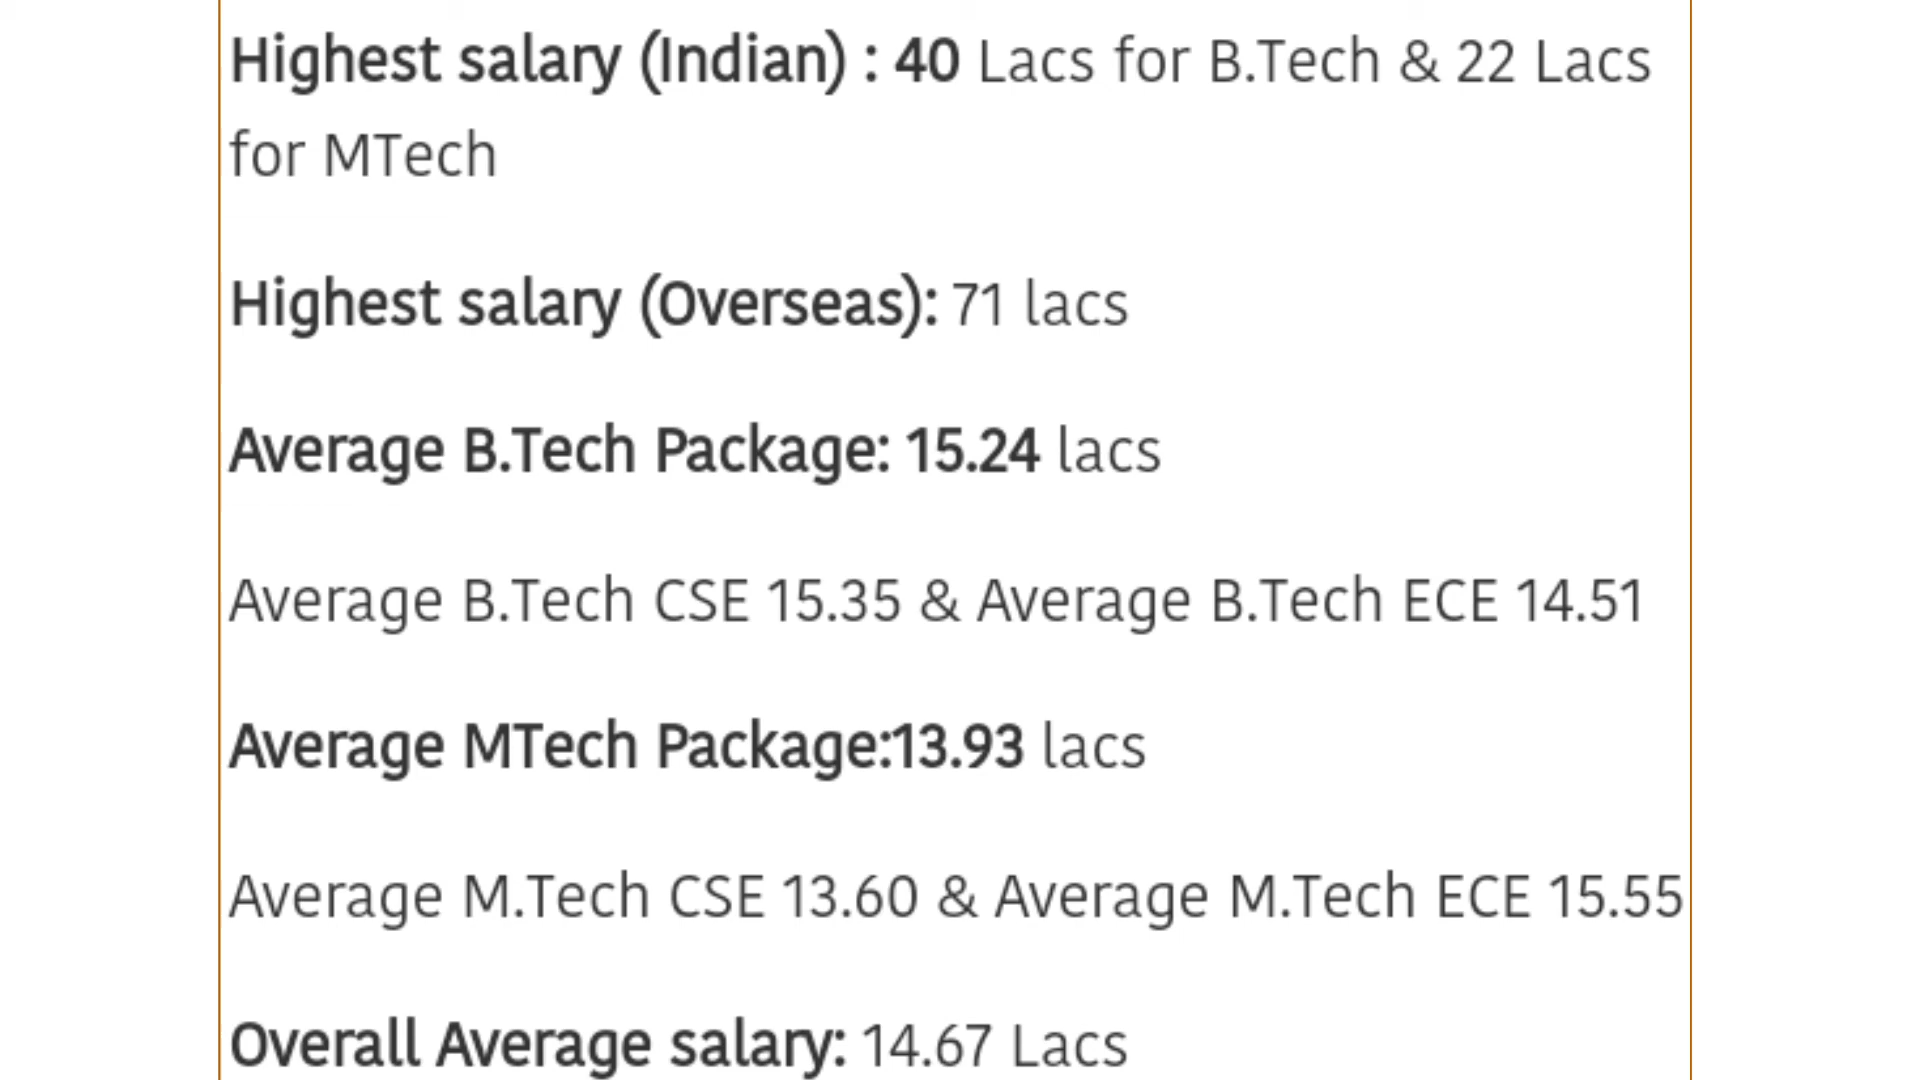 Highest salary (Indian) : 40 Lacs for B.Tech & 22 Lacs
for MTech
Highest salary (Overseas): 71 lacs
Average B.Tech Package: 15.24 lacs
Average B.Tech CSE 15.35 & Average B.Tech ECE 14.51
Average MTech Package:13.93 lacs
Average M.Tech CSE 13.60 & Average M.Tech ECE 15.55
Overall Average salary: 14.67 Lacs